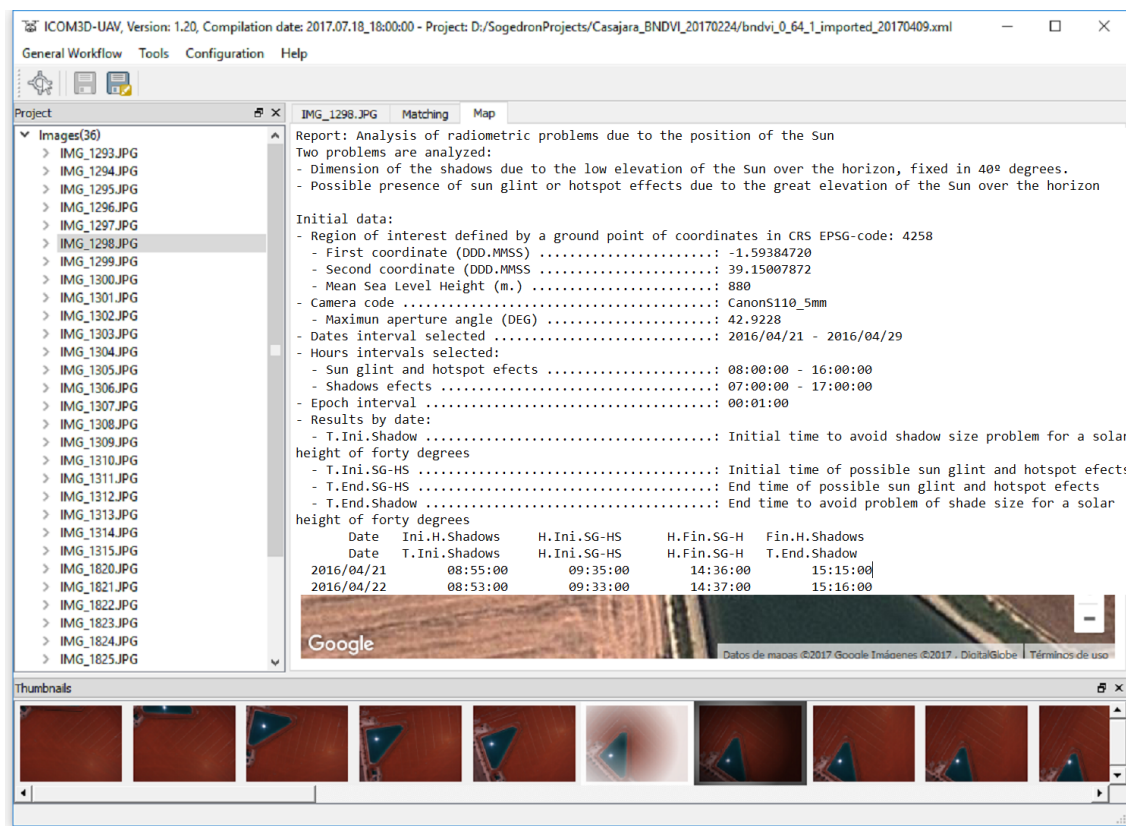 ICOM3D-UAV, Version: 1.20, Compilation date: 2017.07.18_18:00:00 - Project: D:/SogedronProjects/Casajara_BNDVI_20170224/bndvi_0_64_1_imported_20170409.xml
General Workflow Tools Configuration Help
Project
Images(36)
IMG_1293.JPG
IMG_1294.JPG
IMG_1295.JPG
IMG_1296.JPG
IMG_1297.JPG
IMG_1298.JPG
IMG_1299.JPG
IMG_1300.JPG
IMG_1301.JPG
IMG_1302.JPG
IMG_1303.JPG
IMG_1304.JPG
IMG_1305.JPG
IMG_1306.JPG
IMG_1307.JPG
IMG_1308.JPG
IMG_1309.JPG
IMG_1310.JPG
IMG_1311.JPG
IMG_1312.JPG
IMG_1313.JPG
IMG_1314.JPG
IMG_1315.JPG
IMG_1820.JPG
IMG_1821.JPG
IMG_1822.JPG
IMG_1823.JPG
IMG_1824.JPG
IMG_1825.JPG
IMG_1298.JPG Matching Map
Report: Analysis of radiometric problems due to the position of the Sun
Two problems are analyzed:
- Dimension of the shadows due to the low elevation of the Sun over the horizon, fixed in 40º degrees.
- Possible presence of sun glint or hotspot effects due to the great elevation of the Sun over the horizon
Initial data:
- Region of interest defined by a ground point of coordinates in CRS EPSG-code: 4258
- First coordinate (DDD.MMSS) .......................: -1.59384720
- Second coordinate (DDD.MMSS .......................: 39.15007872
- Mean Sea Level Height (m.) ........................: 880
- Camera code .........................................: CanonS110_5mm
- Maximun aperture angle (DEG) .......................: 42.9228
- Dates interval selected .............................: 2016/04/21 - 2016/04/29
- Hours intervals selected:
- Sun glint and hotspot efects ......................: 08:00:00 - 16:00:00
- Shadows efects ....................................: 07:00:00 - 17:00:00
- Epoch interval ......................................: 00:01:00
- Results by date:
- T.Ini.Shadow ......................................: Initial time to avoid shadow size problem for a solar
height of forty degrees
- T.Ini.SG-HS .......................................: Initial time of possible sun glint and hotspot efects
- T.End.SG-HS .......................................: End time of possible sun glint and hotspot efects
- T.End.Shadow ......................................: End time to avoid problem of shade size for a solar
height of forty degrees
Date Ini.H.Shadows H.Ini.SG-HS H.Fin.SG-H Fin.H.Shadows
Date T.Ini.Shadows H.Ini.SG-HS H.Fin.SG-H T.End.Shadow
2016/04/21 08:55:00 09:35:00 14:36:00 15:15:00
2016/04/22 08:53:00 09:33:00 14:37:00 15:16:00
Google
Datos de mapas ©2017 Google Imágenes ©2017 , DigitalGlobe Términos de uso
Thumbnails